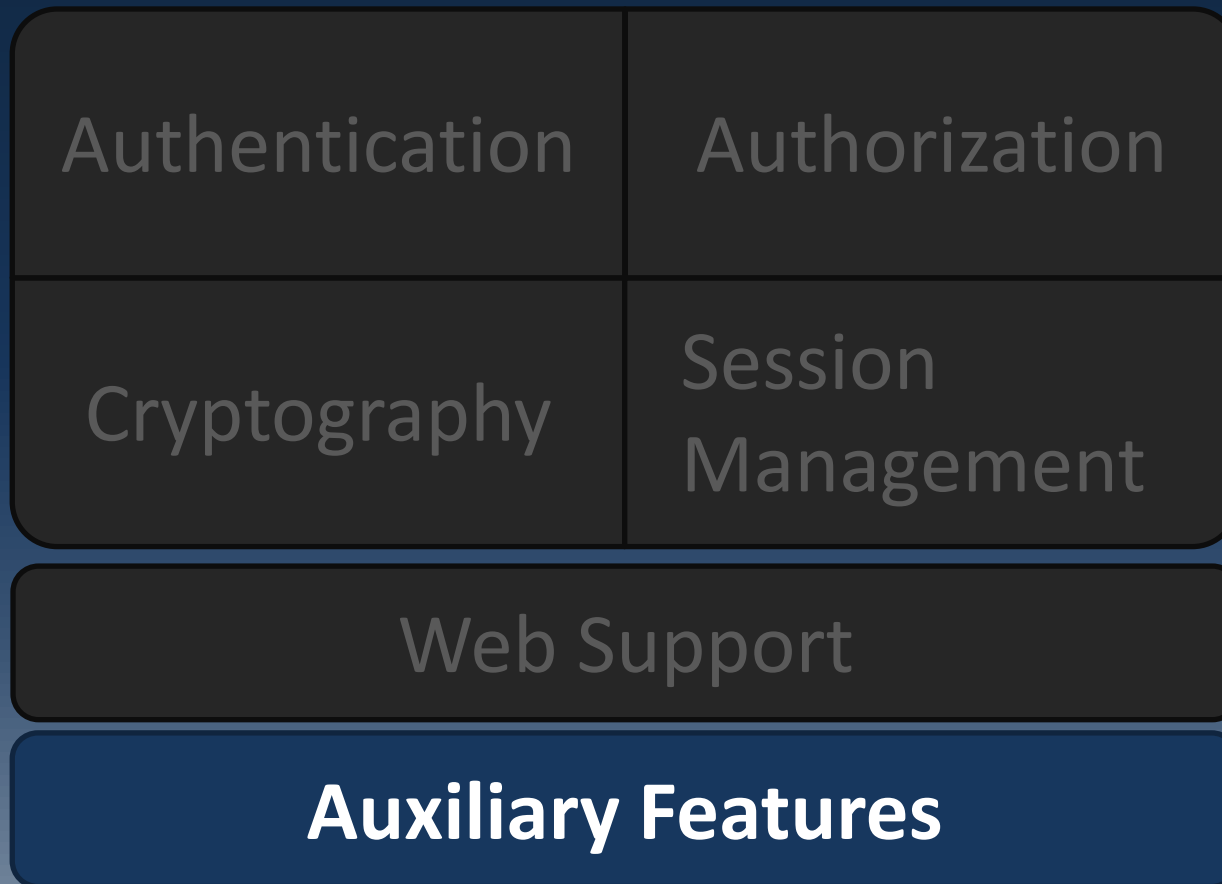 Authentication
Authorization
Cryptography
Session
Management
Web Support
Auxiliary Features